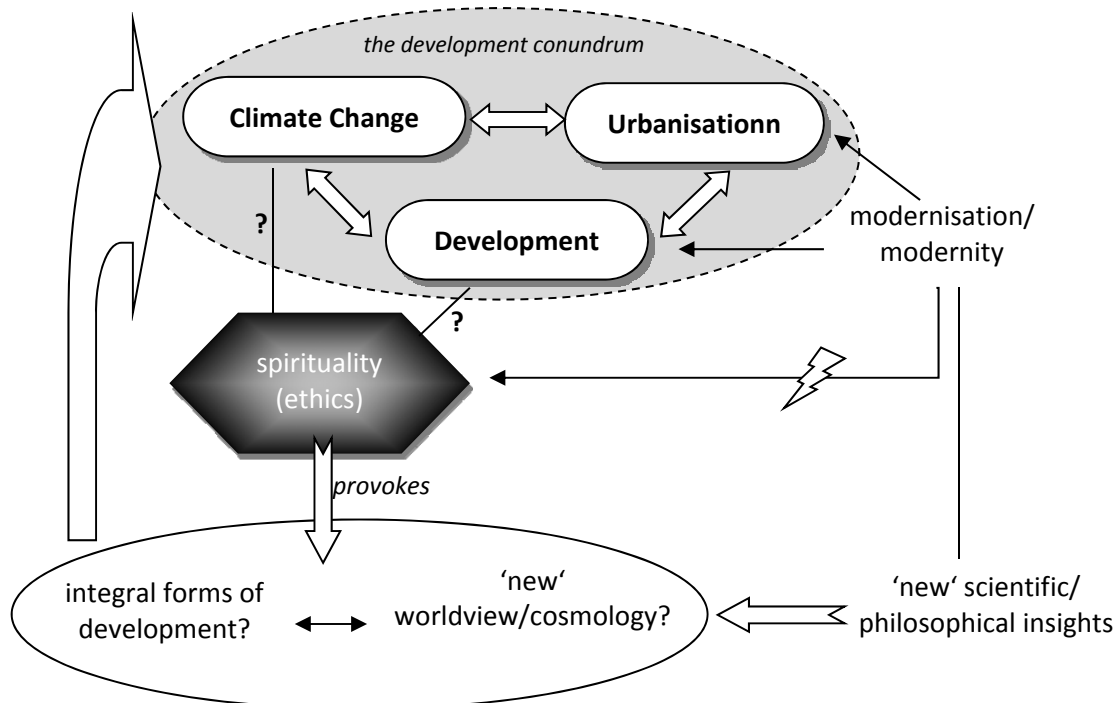 the development conundrum
Climate Change
Urbanisationn
Development
modernisation/
modernity
?
?
spirituality
(ethics)
provokes
integral forms of
development?
‘new‘
worldview/cosmology?
‘new‘ scientific/
philosophical insights